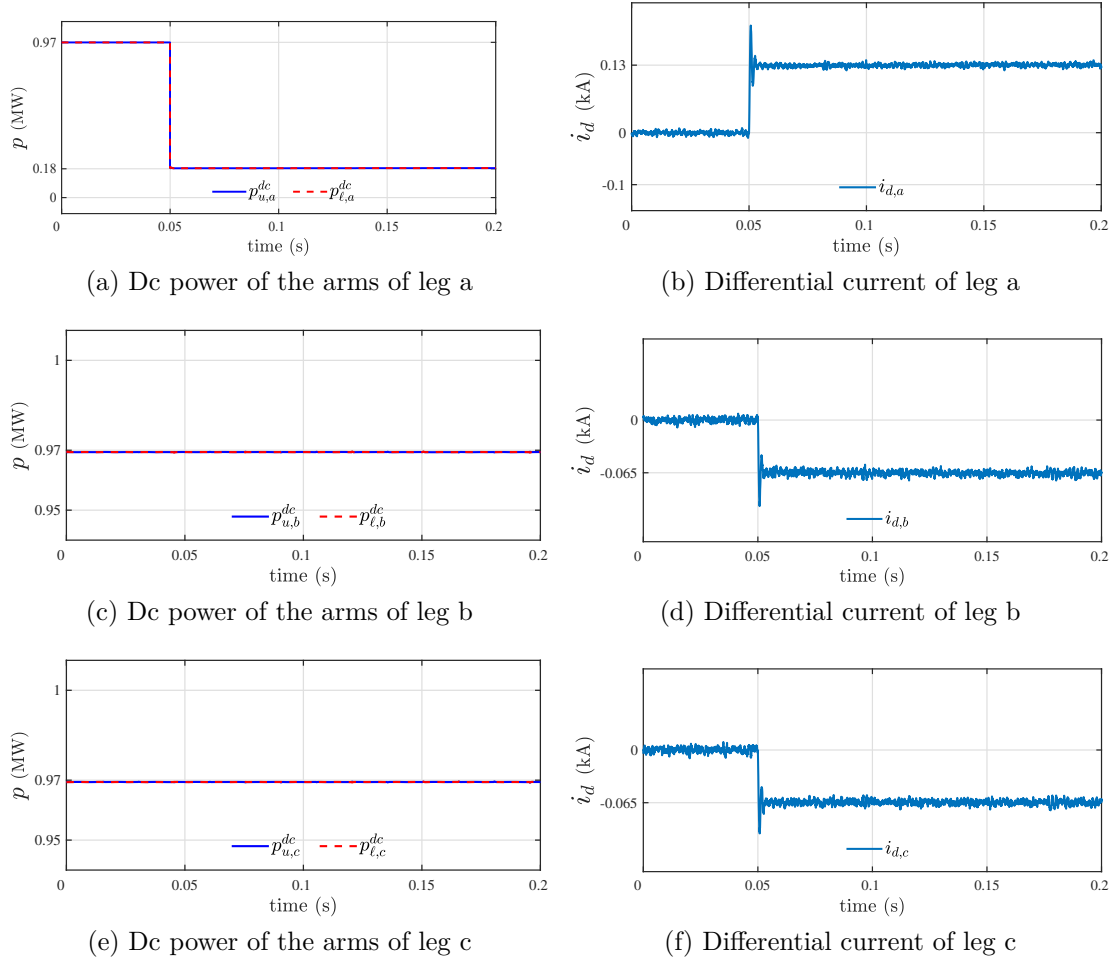 p (MW)
0.97
0.18
0
0 0.05 0.1 0.15 0.2
p_{u,a}^{dc} p_{ℓ,a}^{dc}
time (s)
(a) Dc power of the arms of leg a
i_d (kA)
0.13
0
-0.1
0 0.05 0.1 0.15 0.2
i_{d,a}
time (s)
(b) Differential current of leg a
p (MW)
1
0.97
0.95
p_{u,b}^{dc} p_{ℓ,b}^{dc}
0 0.05 0.1 0.15 0.2
time (s)
(c) Dc power of the arms of leg b
i_d (kA)
0
-0.065
i_{d,b}
0 0.05 0.1 0.15 0.2
time (s)
(d) Differential current of leg b
p (MW)
1
0.97
0.95
p_{u,c}^{dc} p_{ℓ,c}^{dc}
0 0.05 0.1 0.15 0.2
time (s)
(e) Dc power of the arms of leg c
i_d (kA)
0
-0.065
i_{d,c}
0 0.05 0.1 0.15 0.2
time (s)
(f) Differential current of leg c